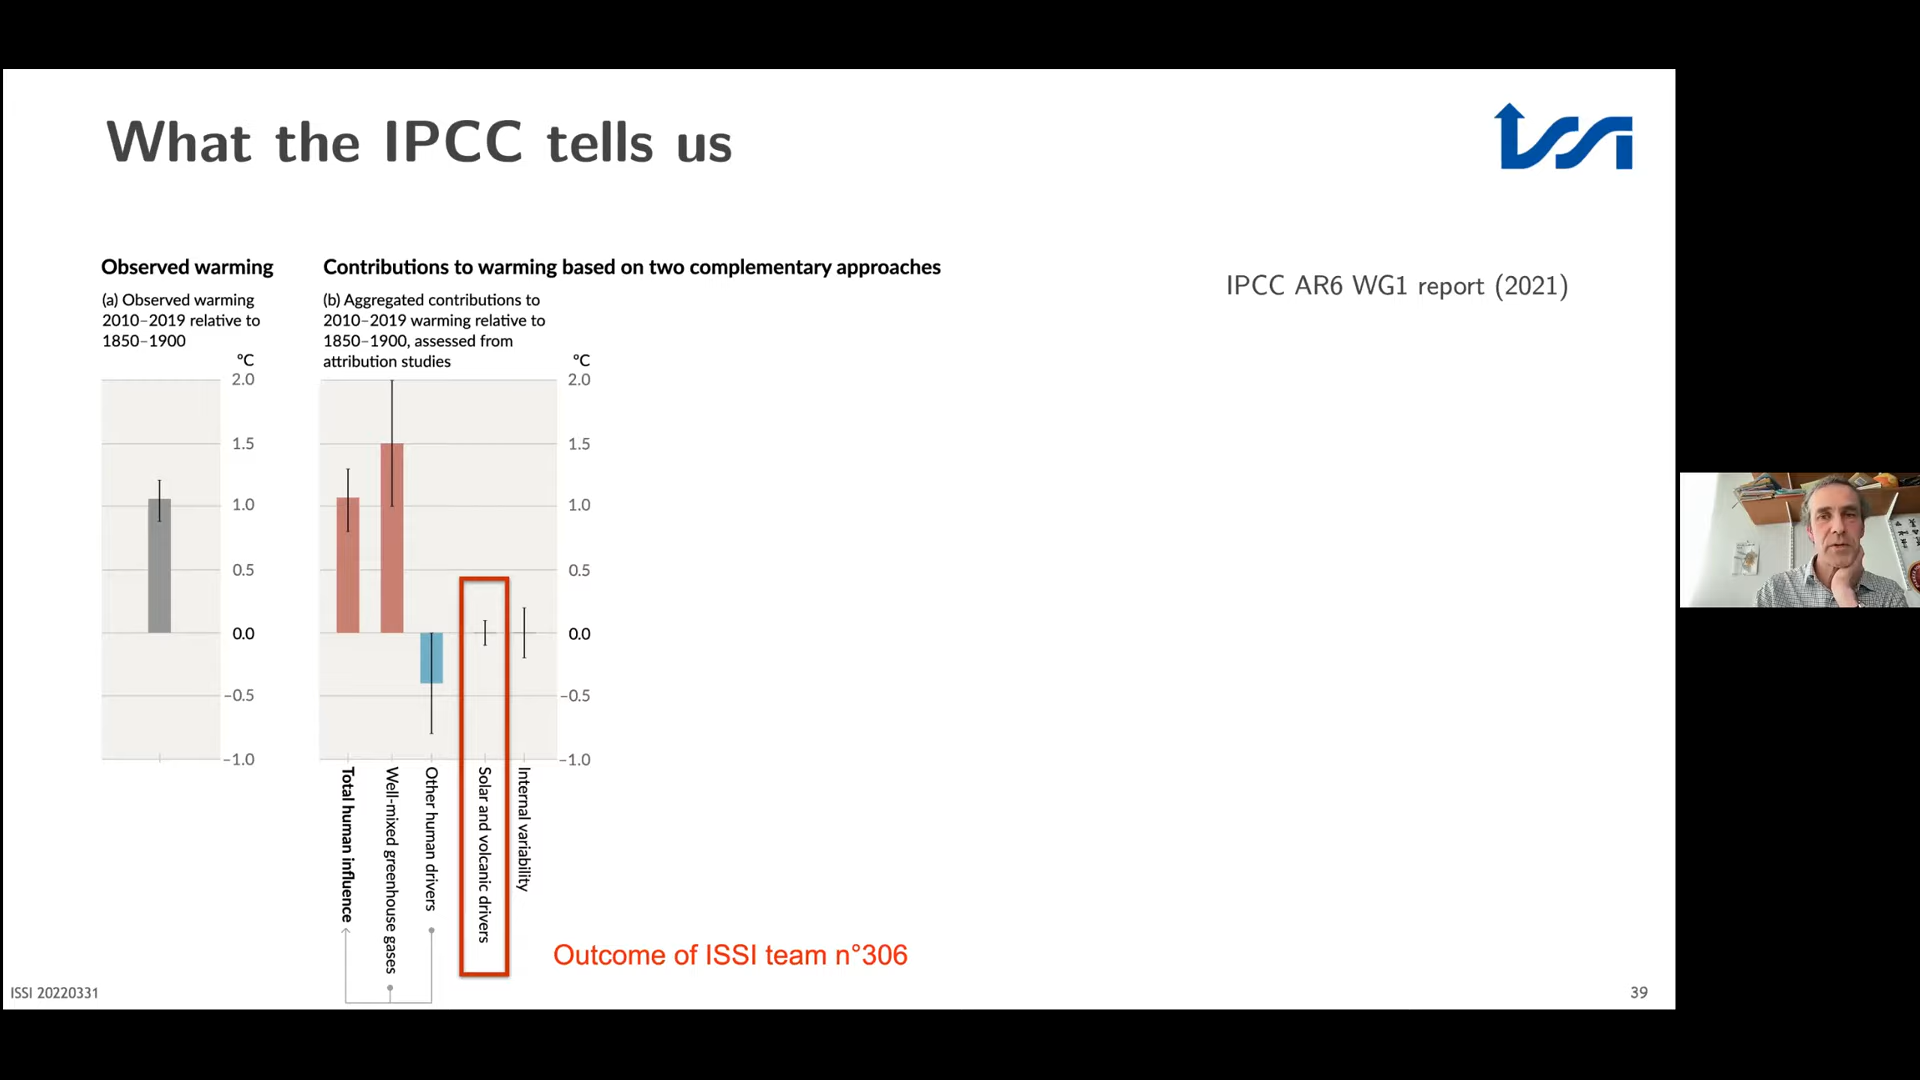 What the IPCC tells us
ISSI
Observed warming
(a) Observed warming
2010–2019 relative to
1850–1900
°C
2.0
1.5
1.0
0.5
0.0
–0.5
–1.0
Contributions to warming based on two complementary approaches
(b) Aggregated contributions to
2010–2019 warming relative to
1850–1900, assessed from
attribution studies
°C
2.0
1.5
1.0
0.5
0.0
–0.5
–1.0
Total human influence
Well-mixed greenhouse gases
Other human drivers
Solar and volcanic drivers
Internal variability
IPCC AR6 WG1 report (2021)
Outcome of ISSI team n°306
ISSI 20220331
39